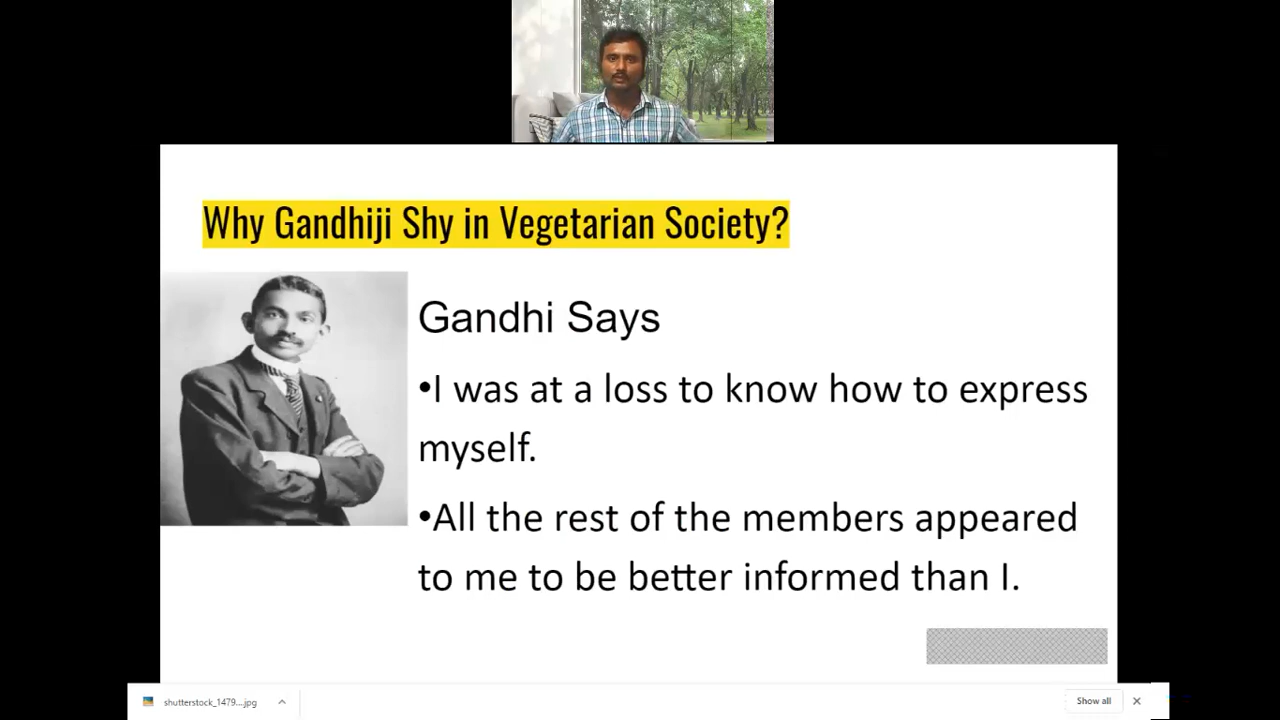 Why Gandhiji Shy in Vegetarian Society?
Gandhi Says
•I was at a loss to know how to express
myself.
•All the rest of the members appeared
to me to be better informed than I.
shutterstock_1479....jpg
Show all